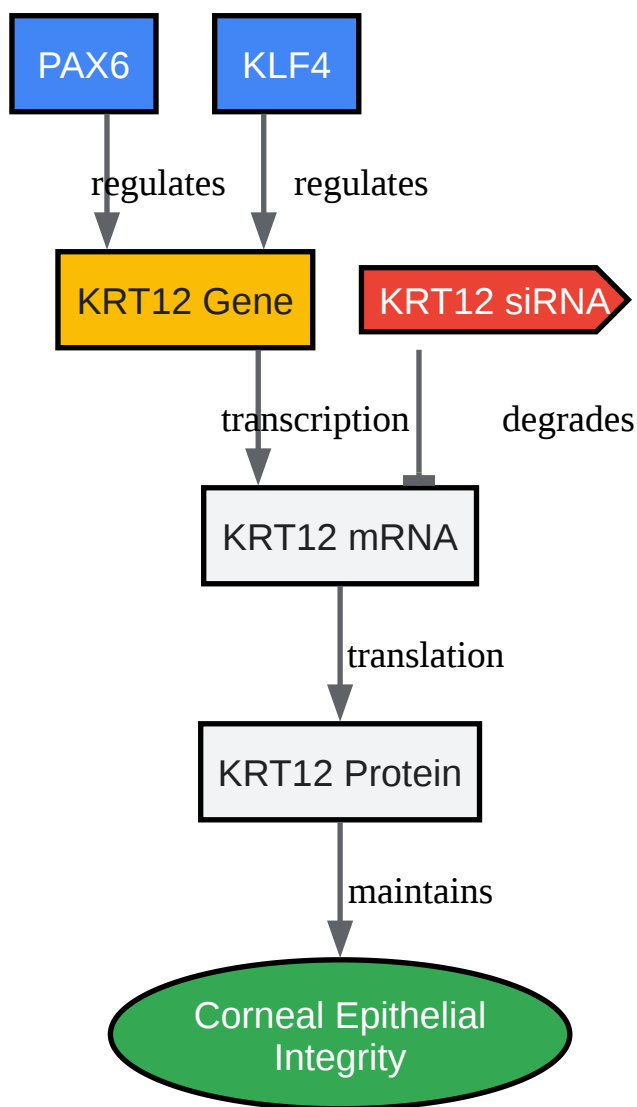 PAX6
KLF4
regulates
regulates
KRT12 Gene
KRT12 siRNA
transcription
degrades
KRT12 mRNA
translation
KRT12 Protein
maintains
Corneal Epithelial
Integrity